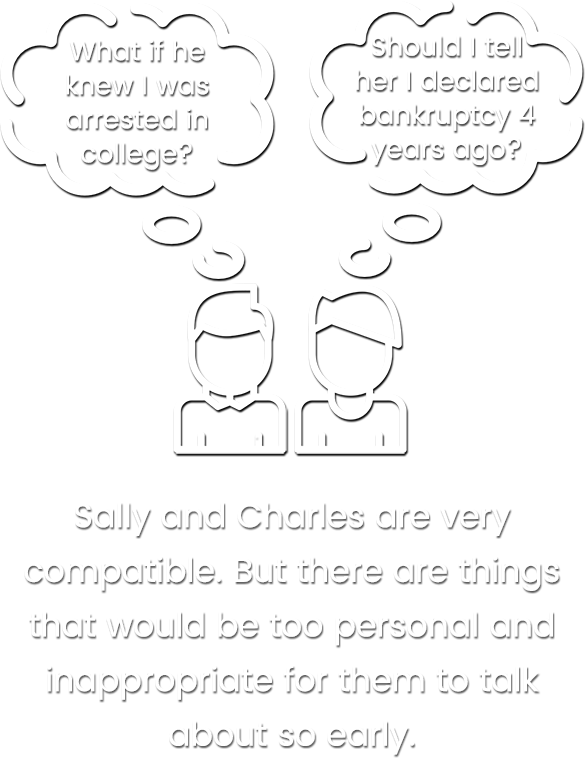 What if he
knew I was
arrested in
college?
Should I tell
her I declared
bankruptcy 4
years ago?
Sally and Charles are very
compatible. But there are things
that would be too personal and
inappropriate for them to talk
about so early.